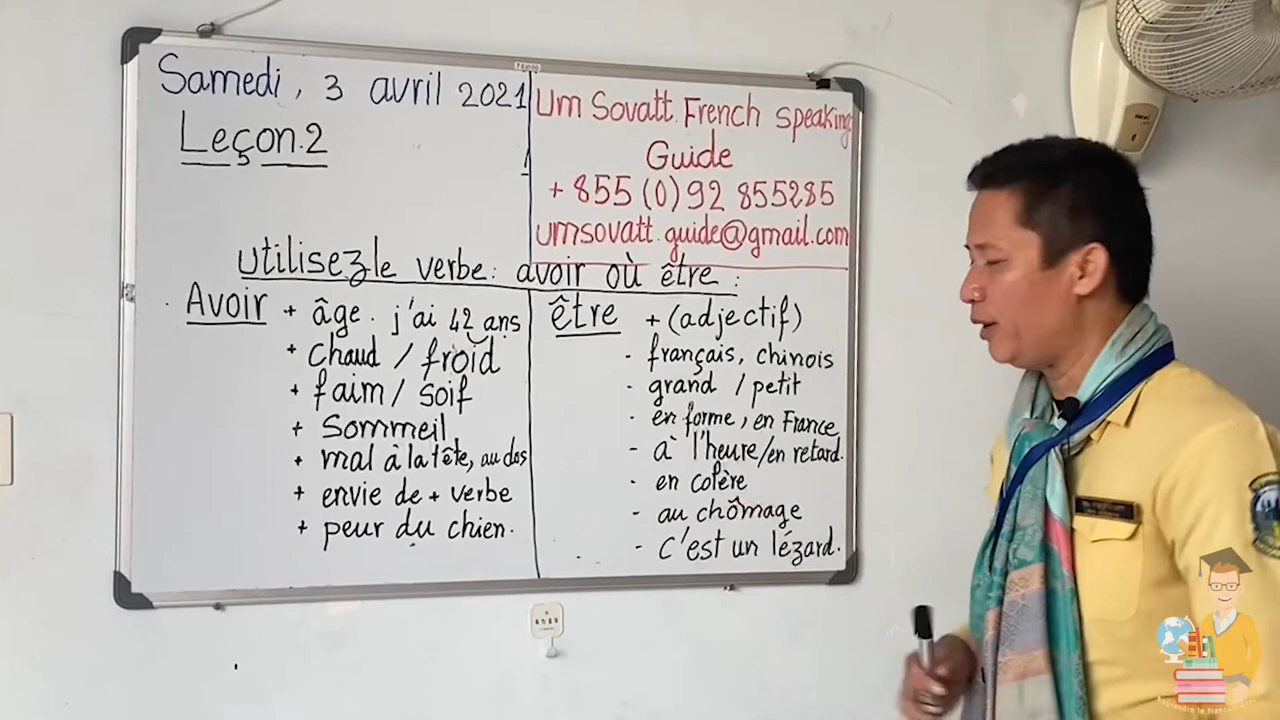 Samedi, 3 avril 2021
Leçon.2
Um Sovatt French speaking
Guide
+ 855 (0) 92 855285
umsovatt.guide@gmail.com
utilisez le verbe: avoir où être :
Avoir + âge. j'ai 42 ans
+ chaud / froid
+ faim / soif
+ Sommeil
+ mal à la tête, au dos
+ envie de + verbe
+ peur du chien.
être + (adjectif)
- français, chinois
- grand / petit
- en forme, en France
- à l'heure/en retard.
- en colère
- au chômage
- c'est un lézard.